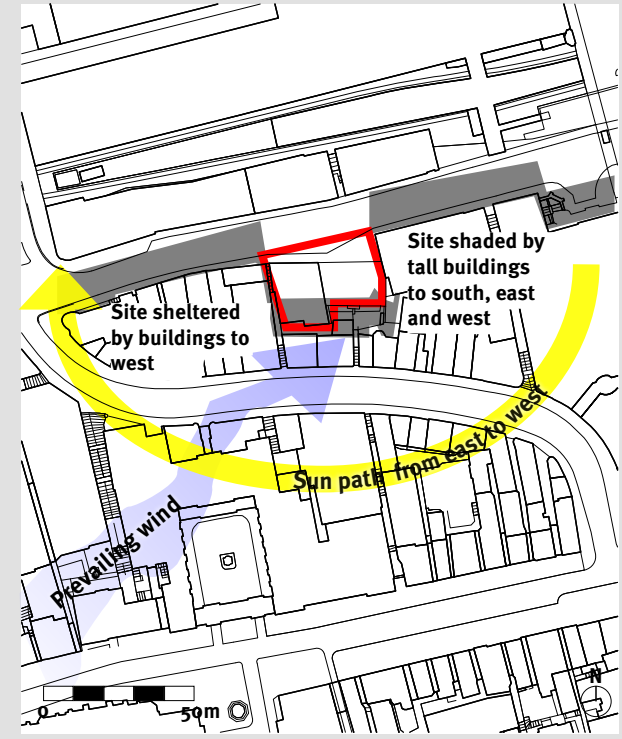 Site shaded by
tall buildings
to south, east
and west
Site sheltered
by buildings to
west
Sun path from east to west
Prevailing wind
N
0 50m